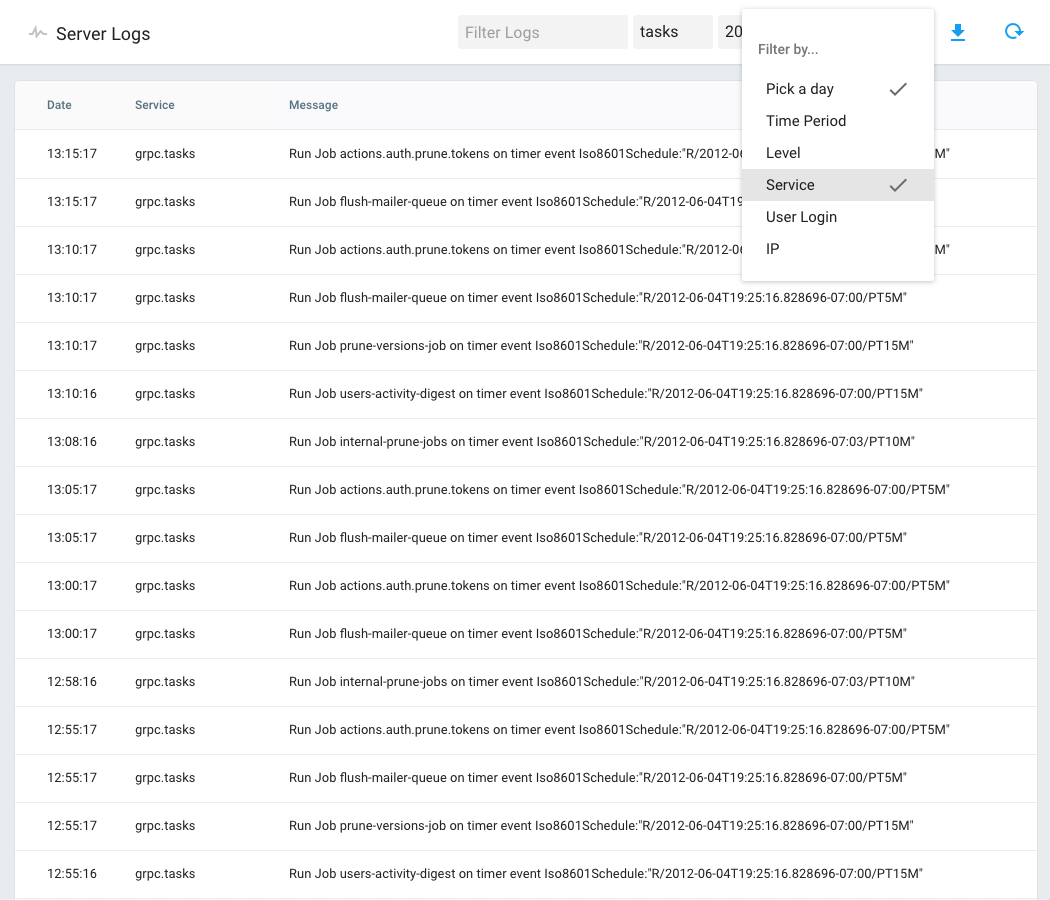 Server Logs
Filter Logs
tasks
20
Filter by...
Pick a day
Time Period
Level
Service
User Login
IP
Date Service Message
13:15:17 grpc.tasks Run Job actions.auth.prune.tokens on timer event Iso8601Schedule:"R/2012-0 M"
13:15:17 grpc.tasks Run Job flush-mailer-queue on timer event Iso8601Schedule:"R/2012-06-04T19
13:10:17 grpc.tasks Run Job actions.auth.prune.tokens on timer event Iso8601Schedule:"R/2012-0 M"
13:10:17 grpc.tasks Run Job flush-mailer-queue on timer event Iso8601Schedule:"R/2012-06-04T19:25:16.828696-07:00/PT5M"
13:10:17 grpc.tasks Run Job prune-versions-job on timer event Iso8601Schedule:"R/2012-06-04T19:25:16.828696-07:00/PT15M"
13:10:16 grpc.tasks Run Job users-activity-digest on timer event Iso8601Schedule:"R/2012-06-04T19:25:16.828696-07:00/PT15M"
13:08:16 grpc.tasks Run Job internal-prune-jobs on timer event Iso8601Schedule:"R/2012-06-04T19:25:16.828696-07:03/PT10M"
13:05:17 grpc.tasks Run Job actions.auth.prune.tokens on timer event Iso8601Schedule:"R/2012-06-04T19:25:16.828696-07:00/PT5M"
13:05:17 grpc.tasks Run Job flush-mailer-queue on timer event Iso8601Schedule:"R/2012-06-04T19:25:16.828696-07:00/PT5M"
13:00:17 grpc.tasks Run Job actions.auth.prune.tokens on timer event Iso8601Schedule:"R/2012-06-04T19:25:16.828696-07:00/PT5M"
13:00:17 grpc.tasks Run Job flush-mailer-queue on timer event Iso8601Schedule:"R/2012-06-04T19:25:16.828696-07:00/PT5M"
12:58:16 grpc.tasks Run Job internal-prune-jobs on timer event Iso8601Schedule:"R/2012-06-04T19:25:16.828696-07:03/PT10M"
12:55:17 grpc.tasks Run Job actions.auth.prune.tokens on timer event Iso8601Schedule:"R/2012-06-04T19:25:16.828696-07:00/PT5M"
12:55:17 grpc.tasks Run Job flush-mailer-queue on timer event Iso8601Schedule:"R/2012-06-04T19:25:16.828696-07:00/PT5M"
12:55:17 grpc.tasks Run Job prune-versions-job on timer event Iso8601Schedule:"R/2012-06-04T19:25:16.828696-07:00/PT15M"
12:55:16 grpc.tasks Run Job users-activity-digest on timer event Iso8601Schedule:"R/2012-06-04T19:25:16.828696-07:00/PT15M"